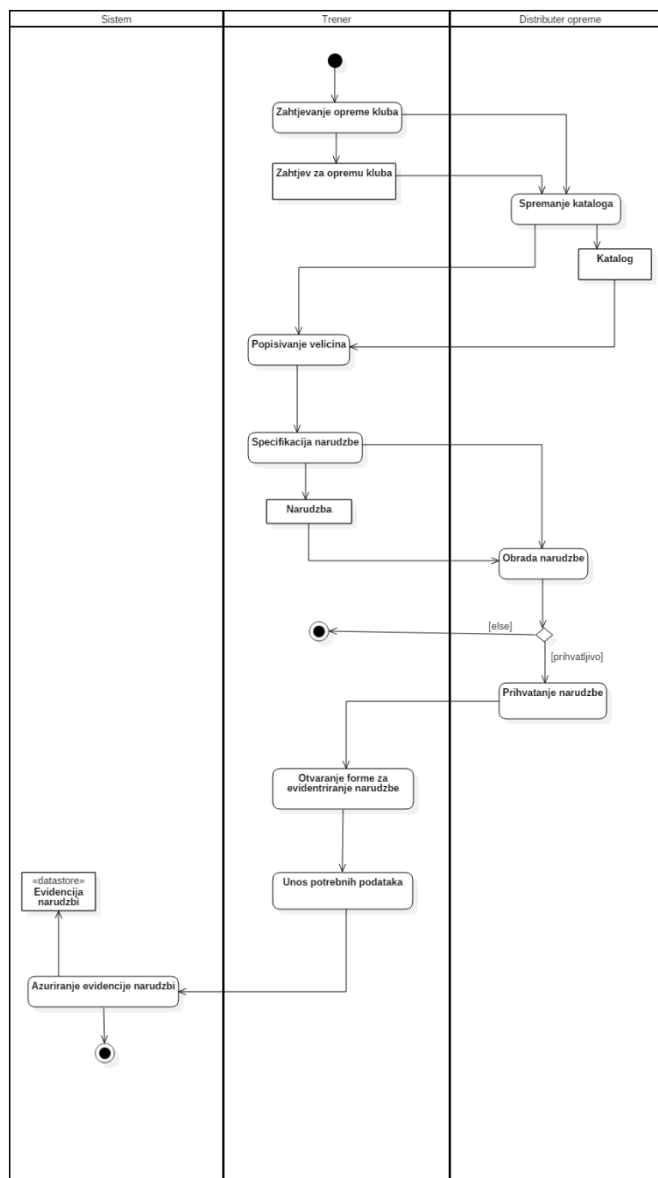 Sistem
Trener
Distributer opreme
Zahtjevanje opreme kluba
Zahtjev za opremu kluba
Spremanje kataloga
Katalog
Popisivanje velicina
Specifikacija narudzbe
Narudzba
Obrada narudzbe
[else]
[prihvatljivo]
Prihvatanje narudzbe
Otvaranje forme za
evidentriranje narudzbe
Unos potrebnih podataka
«datastore»
Evidencija
narudzbi
Azuriranje evidencije narudzbi